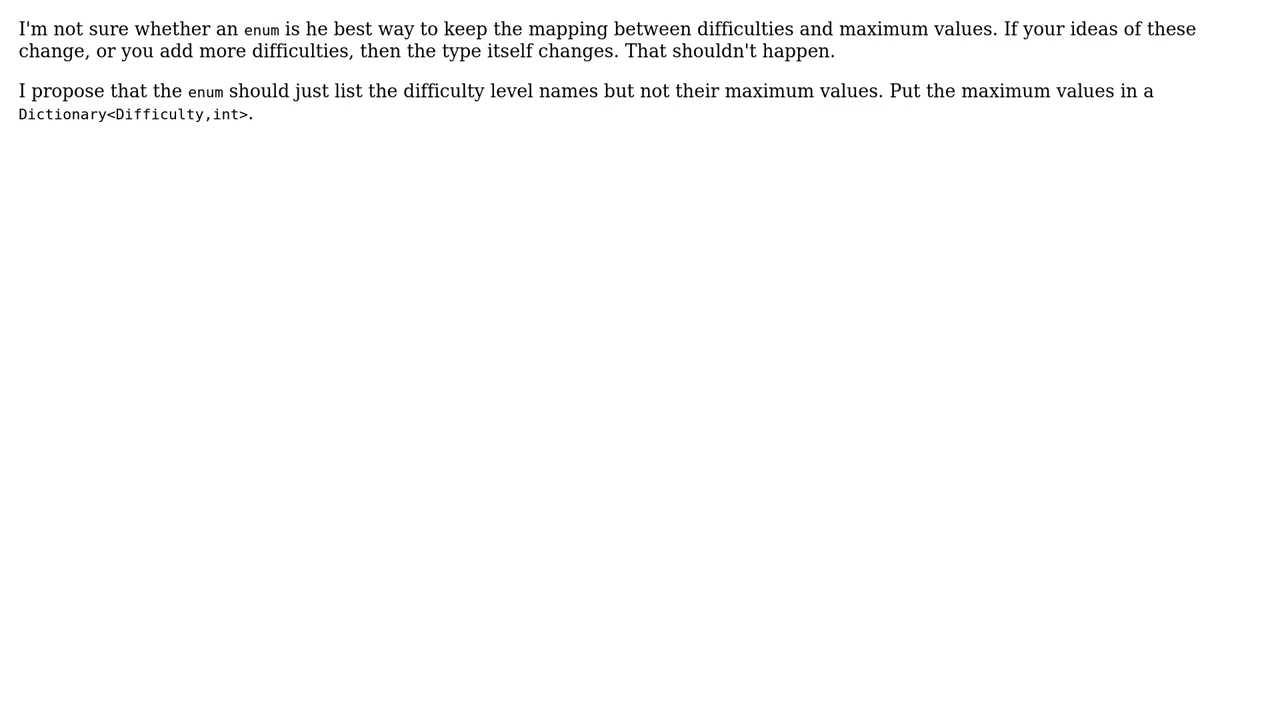 I'm not sure whether an enum is he best way to keep the mapping between difficulties and maximum values. If your ideas of these
change, or you add more difficulties, then the type itself changes. That shouldn't happen.
I propose that the enum should just list the difficulty level names but not their maximum values. Put the maximum values in a
Dictionary<Difficulty,int>.